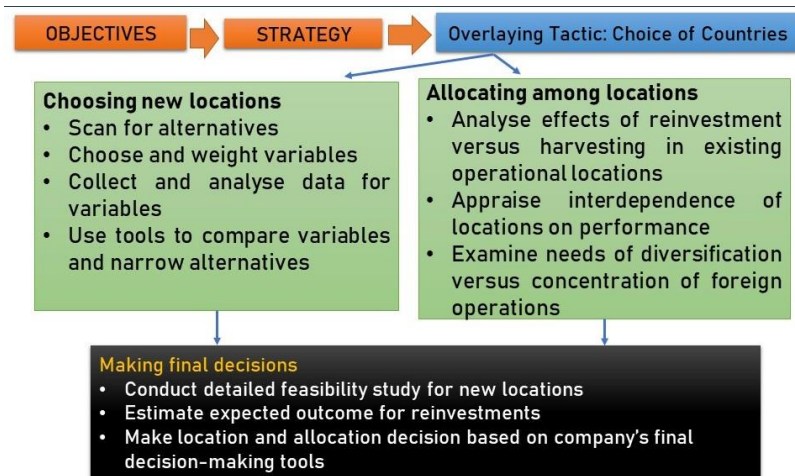 OBJECTIVES
STRATEGY
Overlaying Tactic: Choice of Countries
Choosing new locations
• Scan for alternatives
• Choose and weight variables
• Collect and analyse data for
variables
• Use tools to compare variables
and narrow alternatives
Allocating among locations
• Analyse effects of reinvestment
versus harvesting in existing
operational locations
• Appraise interdependence of
locations on performance
• Examine needs of diversification
versus concentration of foreign
operations
Making final decisions
• Conduct detailed feasibility study for new locations
• Estimate expected outcome for reinvestments
• Make location and allocation decision based on company's final
decision-making tools